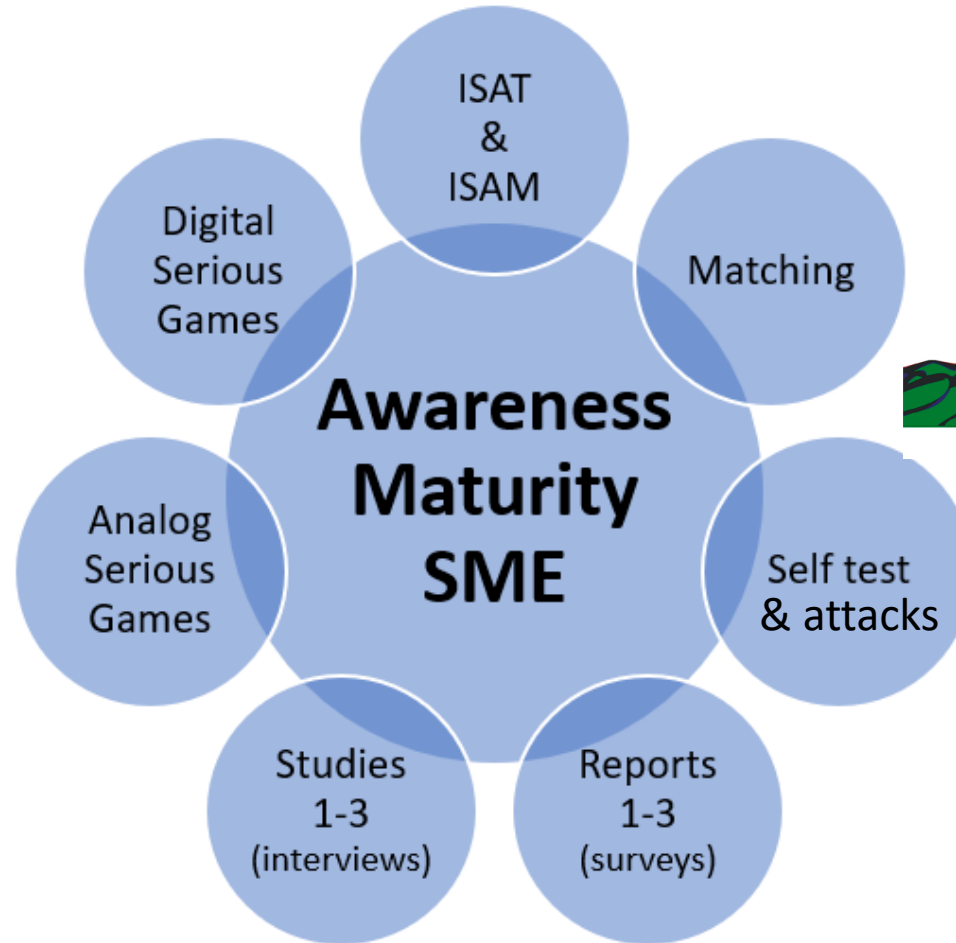 ISAT
&
ISAM
Matching
Self test
& attacks
Reports
1-3
(surveys)
Studies
1-3
(interviews)
Analog
Serious
Games
Digital
Serious
Games
Awareness
Maturity
SME